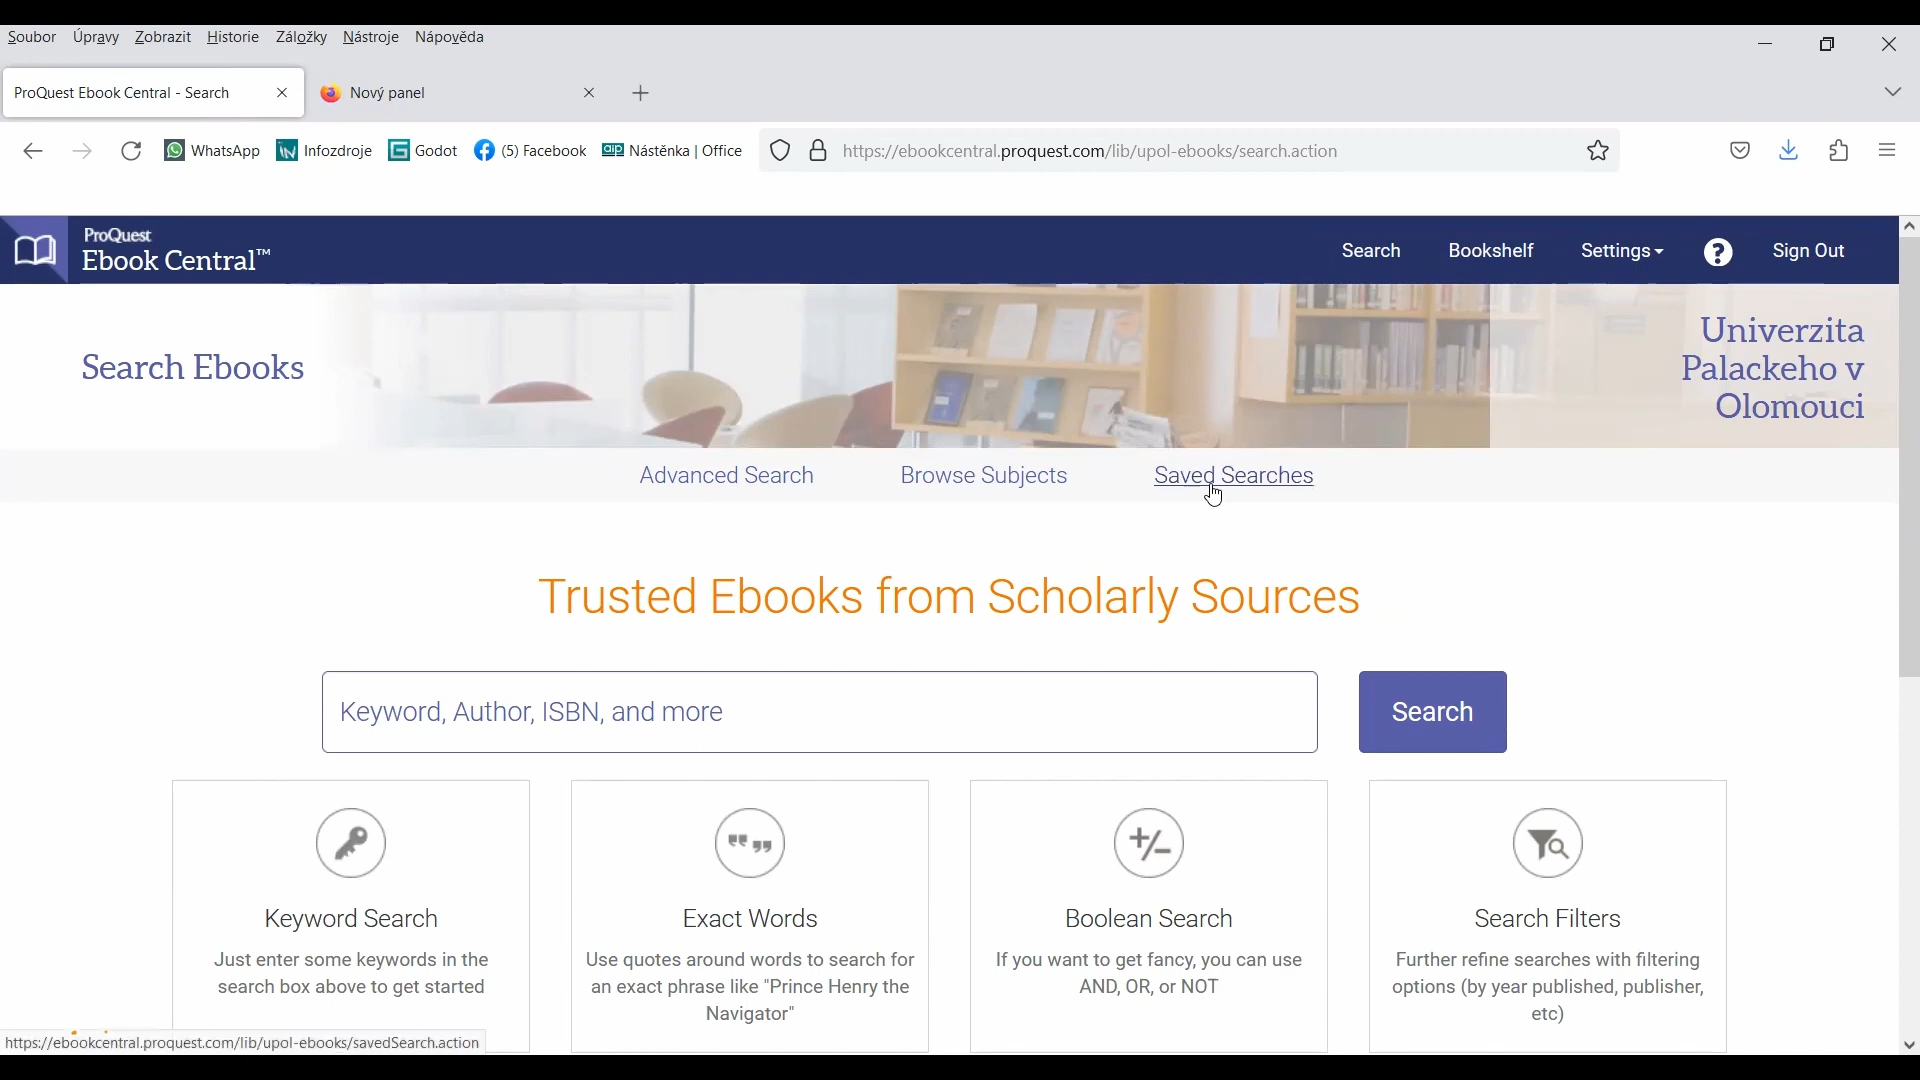 Soubor Úpravy Zobrazit Historie Záložky Nástroje Nápověda
ProQuest Ebook Central - Search
Nový panel
WhatsApp Infozdroje Godot (5) Facebook Nástěnka | Office https://ebookcentral.proquest.com/lib/upol-ebooks/search.action
ProQuest
Ebook Central™
Search Bookshelf Settings ? Sign Out
Search Ebooks
Univerzita
Palackeho v
Olomouci
Advanced Search Browse Subjects Saved Searches
Trusted Ebooks from Scholarly Sources
Keyword, Author, ISBN, and more
Search
Keyword Search
Just enter some keywords in the
search box above to get started
Exact Words
Use quotes around words to search for
an exact phrase like "Prince Henry the
Navigator"
Boolean Search
If you want to get fancy, you can use
AND, OR, or NOT
Search Filters
Further refine searches with filtering
options (by year published, publisher,
etc)
https://ebookcentral.proquest.com/lib/upol-ebooks/savedSearch.action